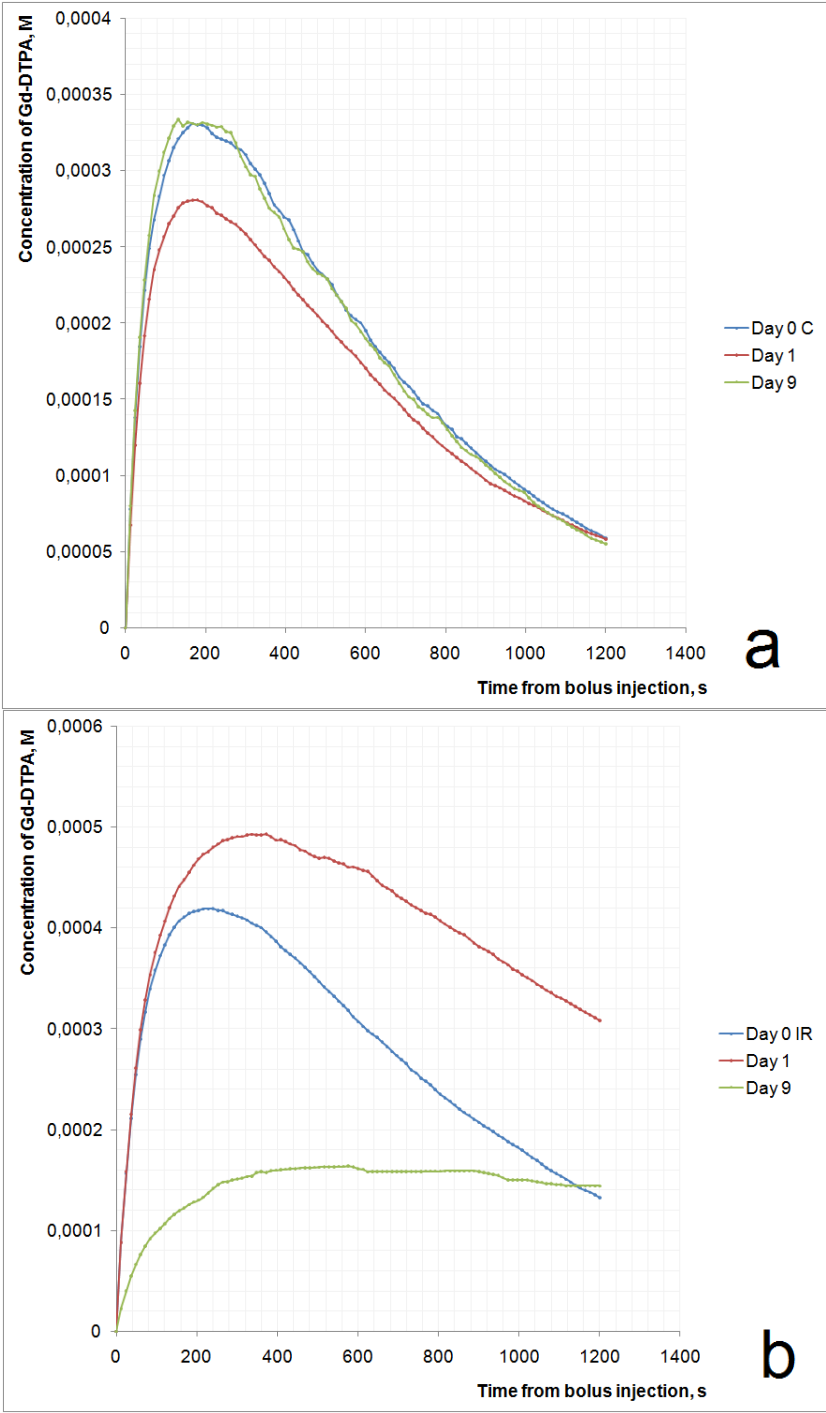 Concentration of Gd-DTPA, M
0,0004
0,00035
0,0003
0,00025
0,0002
0,00015
0,0001
0,00005
0
0 200 400 600 800 1000 1200 1400
Time from bolus injection, s
Day 0 C
Day 1
Day 9
a
Concentration of Gd-DTPA, M
0,0006
0,0005
0,0004
0,0003
0,0002
0,0001
0
0 200 400 600 800 1000 1200 1400
Time from bolus injection, s
Day 0 IR
Day 1
Day 9
b